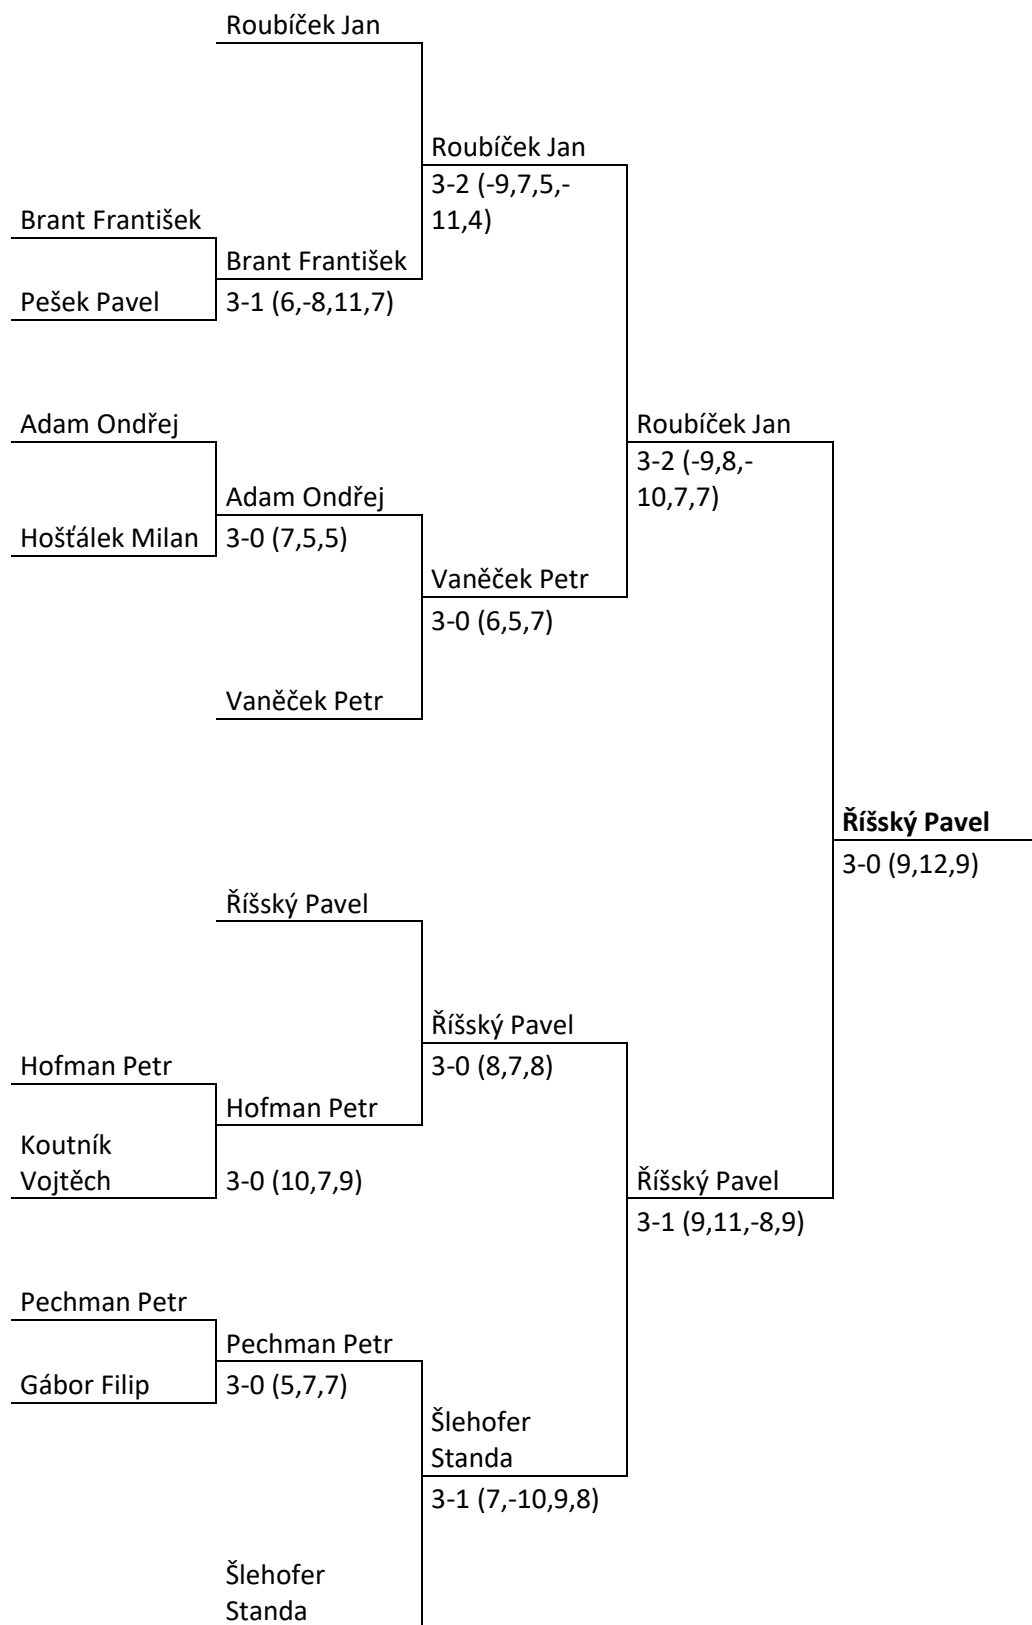 Roubíček Jan
Roubíček Jan
3-2 (-9,7,5,-
11,4)
Brant František
Brant František
Pešek Pavel
3-1 (6,-8,11,7)
Adam Ondřej
Roubíček Jan
3-2 (-9,8,-
10,7,7)
Adam Ondřej
Hošťálek Milan
3-0 (7,5,5)
Vaněček Petr
3-0 (6,5,7)
Vaněček Petr
Říšský Pavel
3-0 (9,12,9)
Říšský Pavel
Říšský Pavel
3-0 (8,7,8)
Hofman Petr
Hofman Petr
Koutník
Vojtěch
3-0 (10,7,9)
Říšský Pavel
3-1 (9,11,-8,9)
Pechman Petr
Pechman Petr
Gábor Filip
3-0 (5,7,7)
Šlehofer
Standa
3-1 (7,-10,9,8)
Šlehofer
Standa